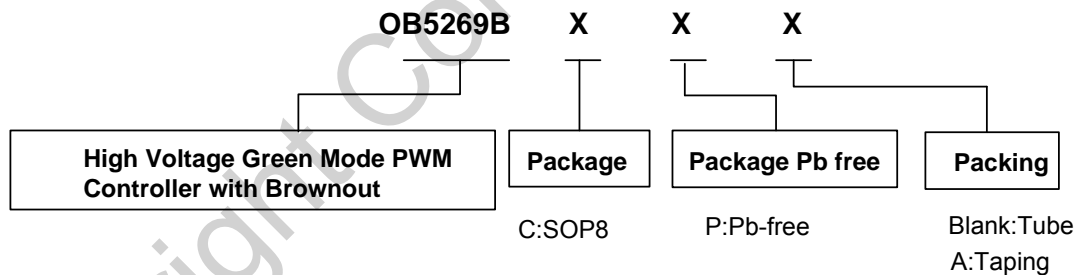 OB5269B X X X
High Voltage Green Mode PWM
Controller with Brownout
Package
Package Pb free
Packing
C:SOP8
P:Pb-free
Blank:Tube
A:Taping